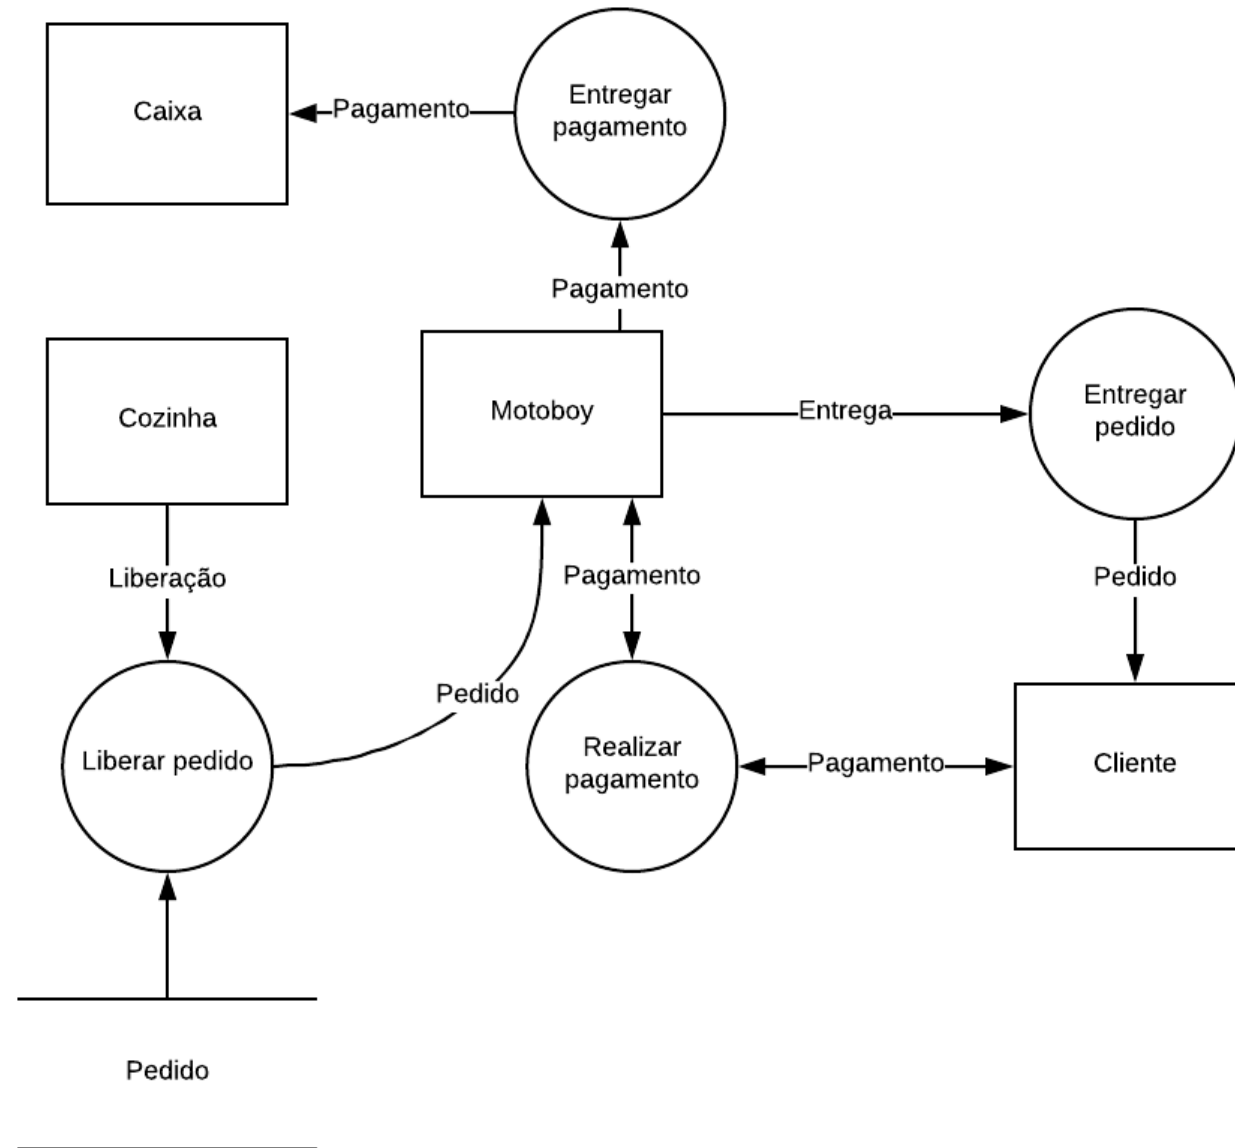 Entregar
pagamento
Caixa
Pagamento
Pagamento
Entregar
pedido
Cozinha
Motoboy
Entrega
Liberação
Pagamento
Pedido
Pedido
Liberar pedido
Realizar
pagamento
Pagamento
Cliente
Pedido